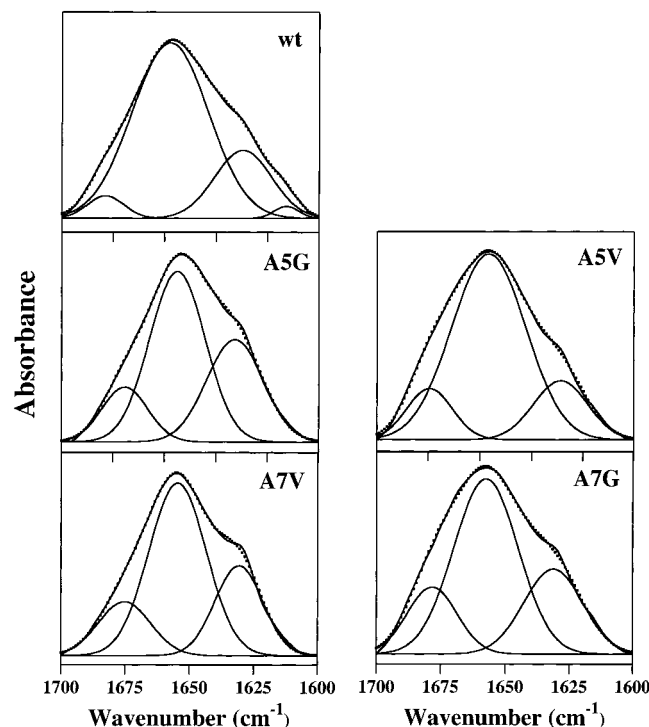 wt
A5G
A5V
A7V
A7G
Absorbance
1700 1675 1650 1625 1600
1700 1675 1650 1625 1600
Wavenumber (cm-1)
Wavenumber (cm-1)